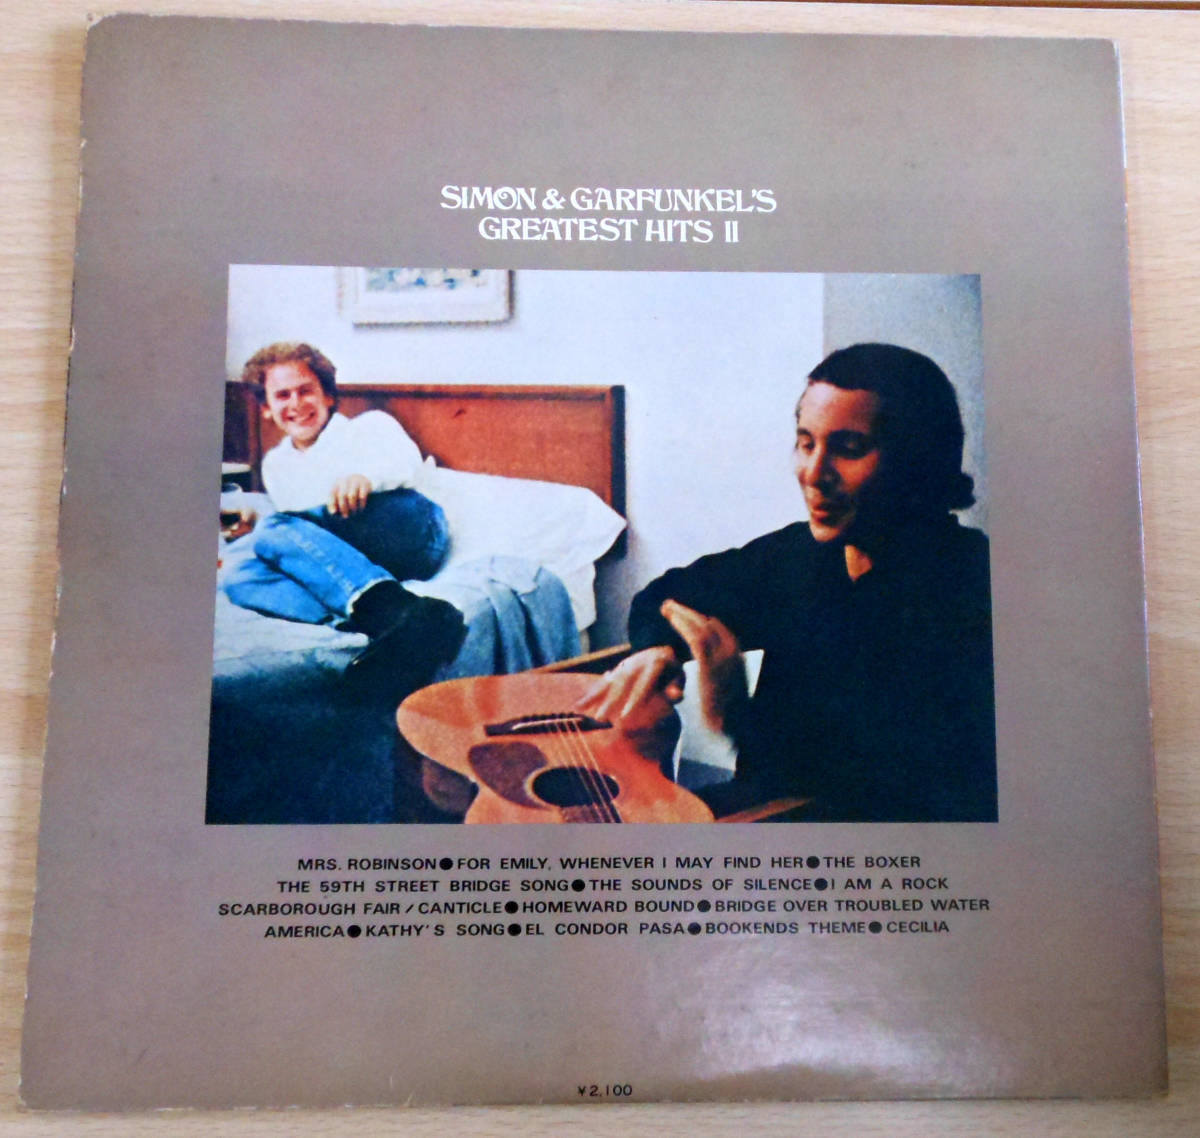 SIMON & GARFUNKEL'S
GREATEST HITS II
MRS. ROBINSON●FOR EMILY, WHENEVER I MAY FIND HER●THE BOXER
THE 59TH STREET BRIDGE SONG●THE SOUNDS OF SILENCE●I AM A ROCK
SCARBOROUGH FAIR/CANTICLE●HOMEWARD BOUND●BRIDGE OVER TROUBLED WATER
AMERICA●KATHY'S SONG●EL CONDOR PASA●BOOKENDS THEME●CECILIA
¥2,100